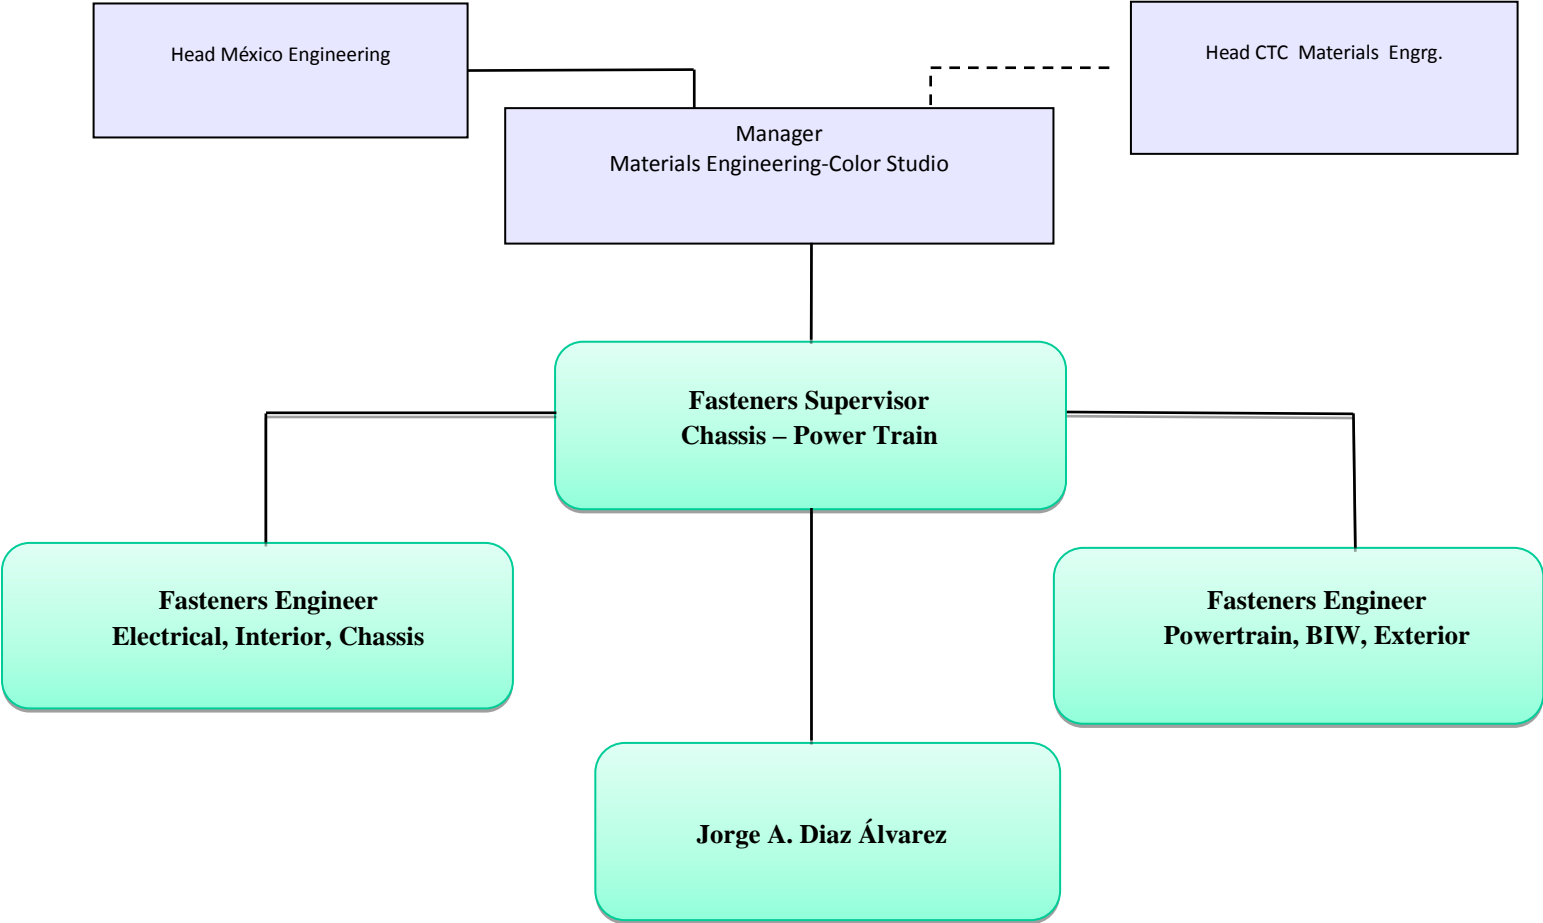 Head México Engineering
Head CTC  Materials  Engrg.
Manager
Materials Engineering-Color Studio
Fasteners Supervisor
Chassis – Power Train
Fasteners Engineer
Electrical, Interior, Chassis
Fasteners Engineer
Powertrain, BIW, Exterior
Jorge A. Diaz Álvarez